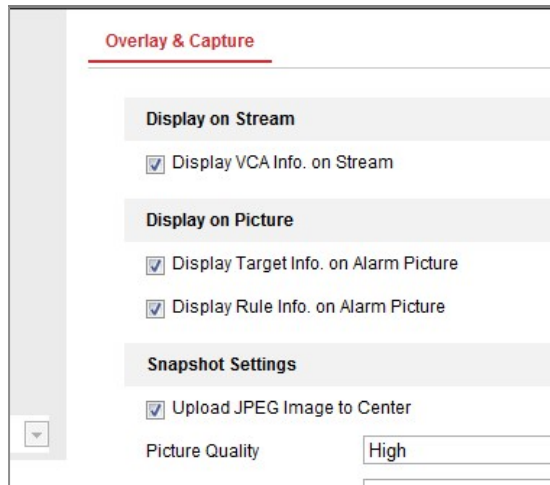 Overlay & Capture
Display on Stream
Display VCA Info. on Stream
Display on Picture
Display Target Info. on Alarm Picture
Display Rule Info. on Alarm Picture
Snapshot Settings
Upload JPEG Image to Center
Picture Quality High